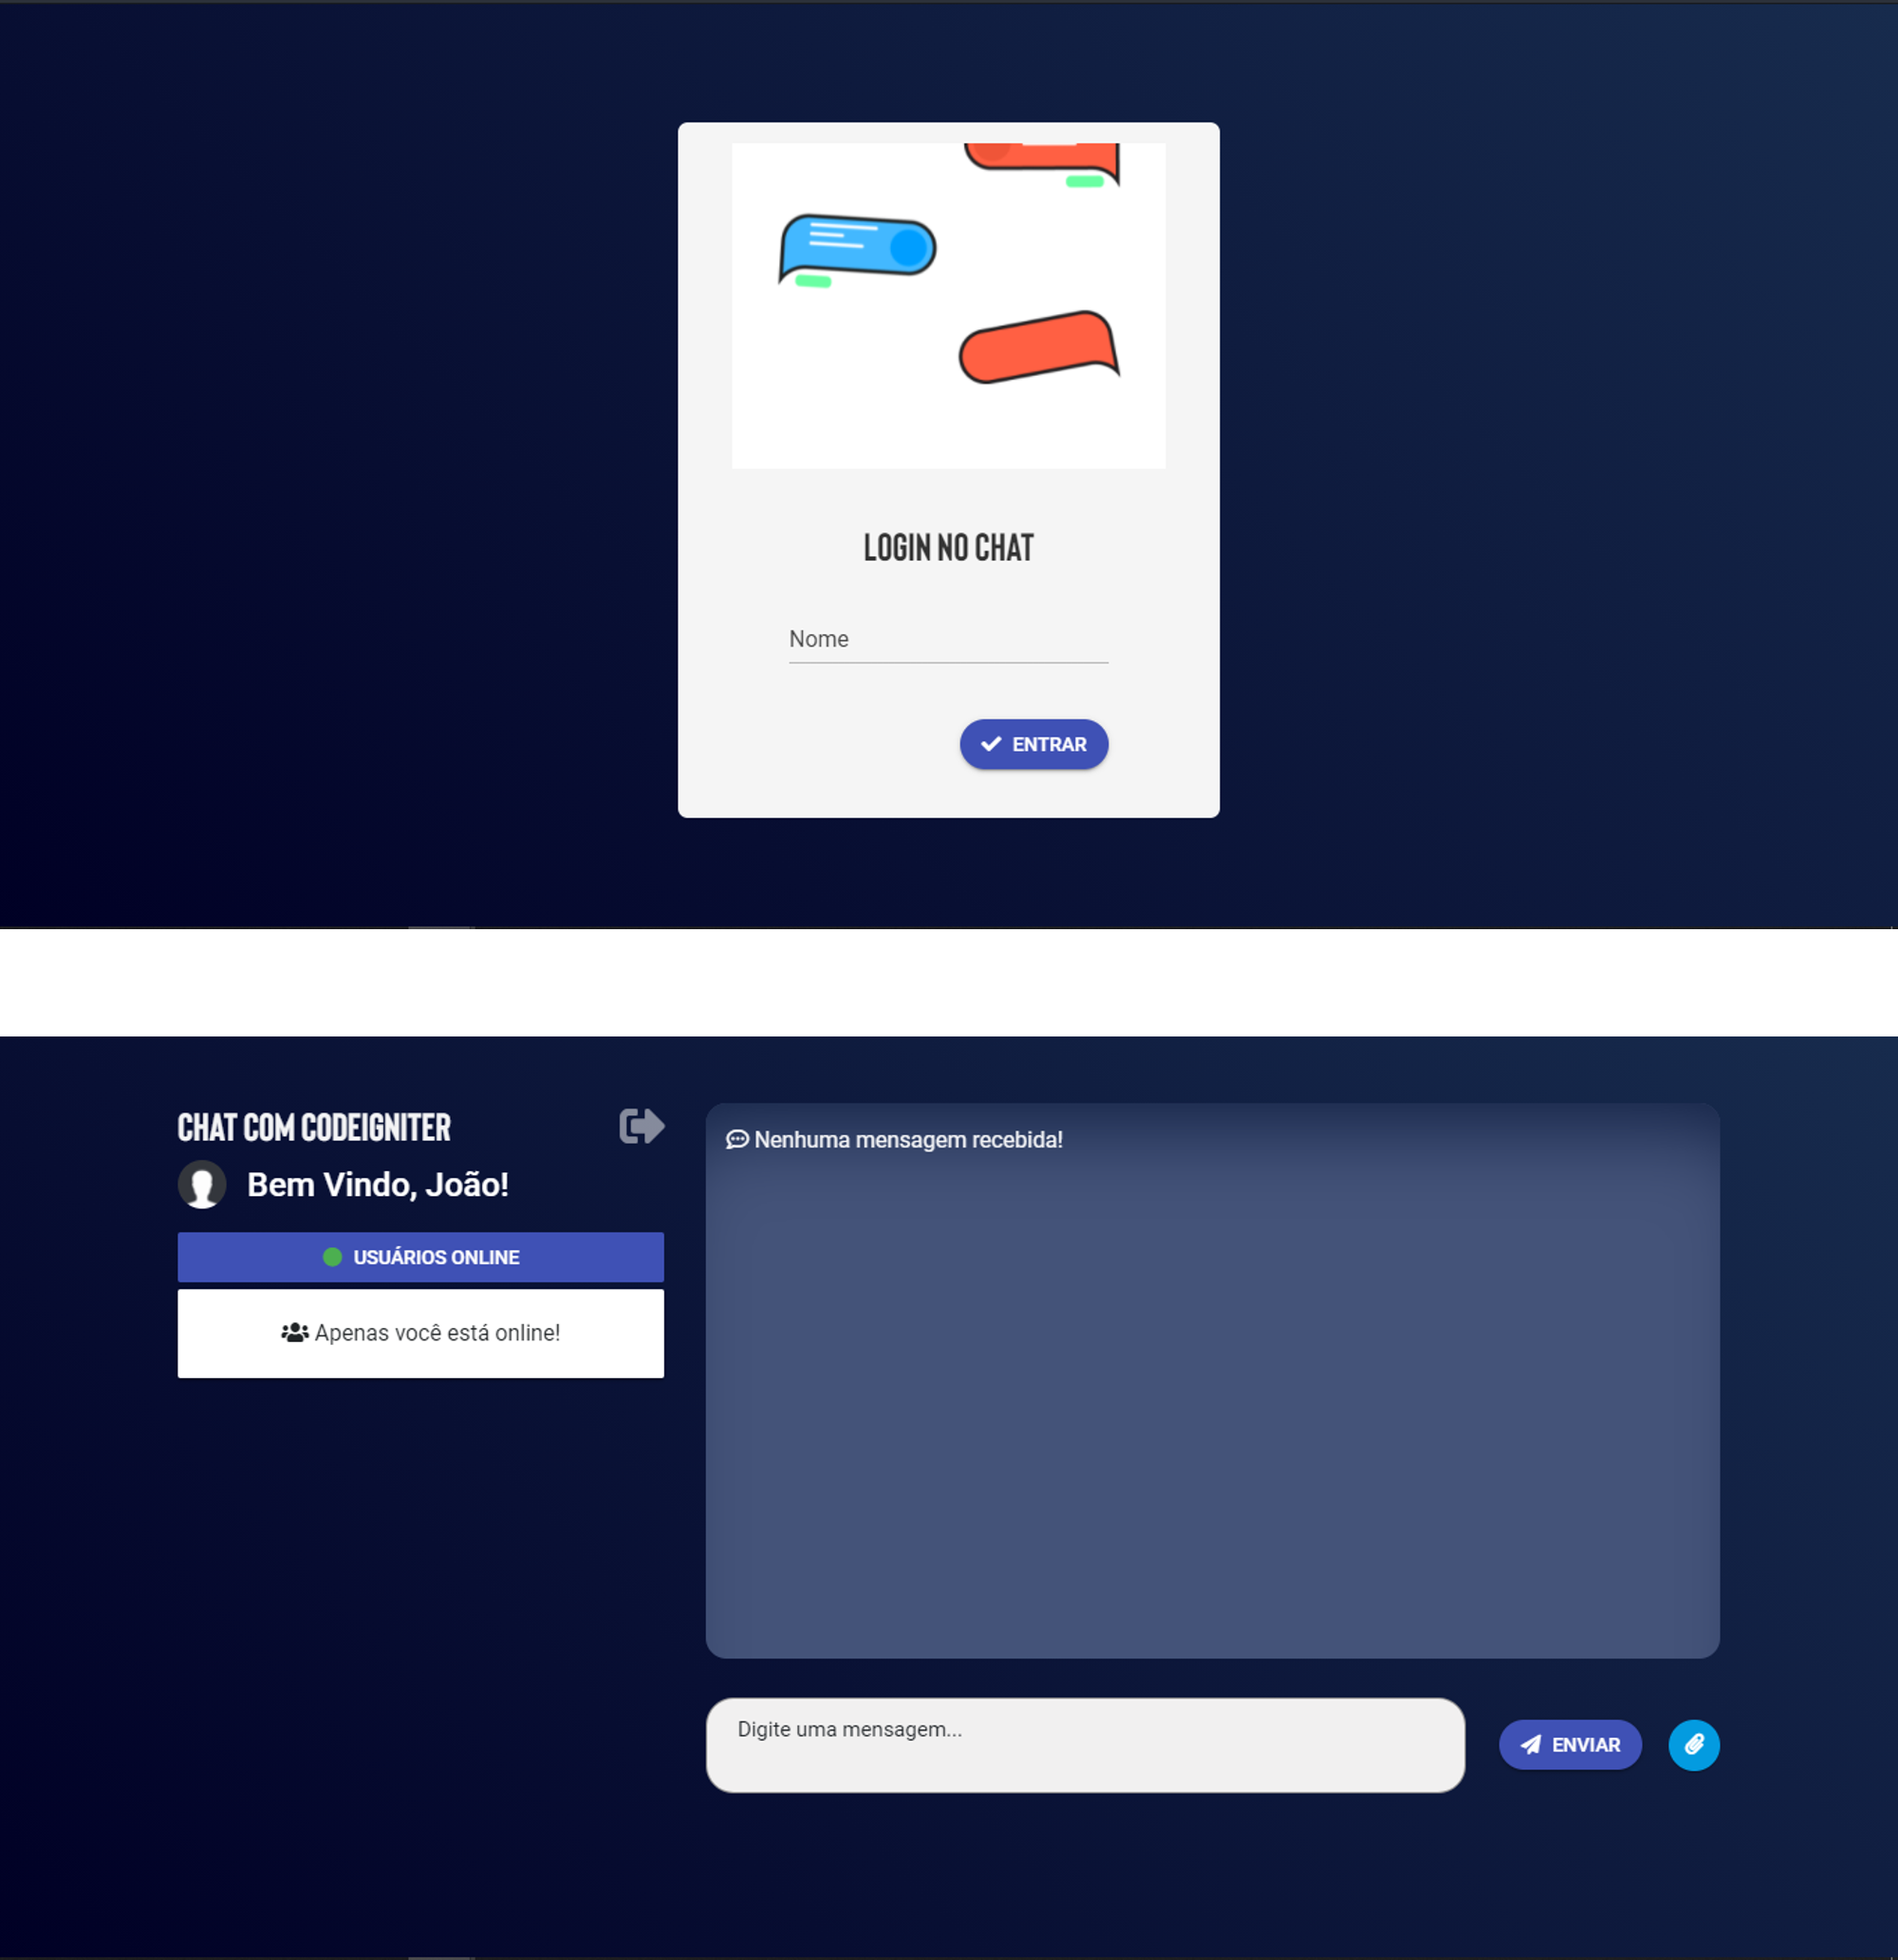 LOGIN NO CHAT
Nome
ENTRAR
CHAT COM CODEIGNITER
Bem Vindo, João!
USUÁRIOS ONLINE
Apenas você está online!
Nenhuma mensagem recebida!
Digite uma mensagem...
ENVIAR